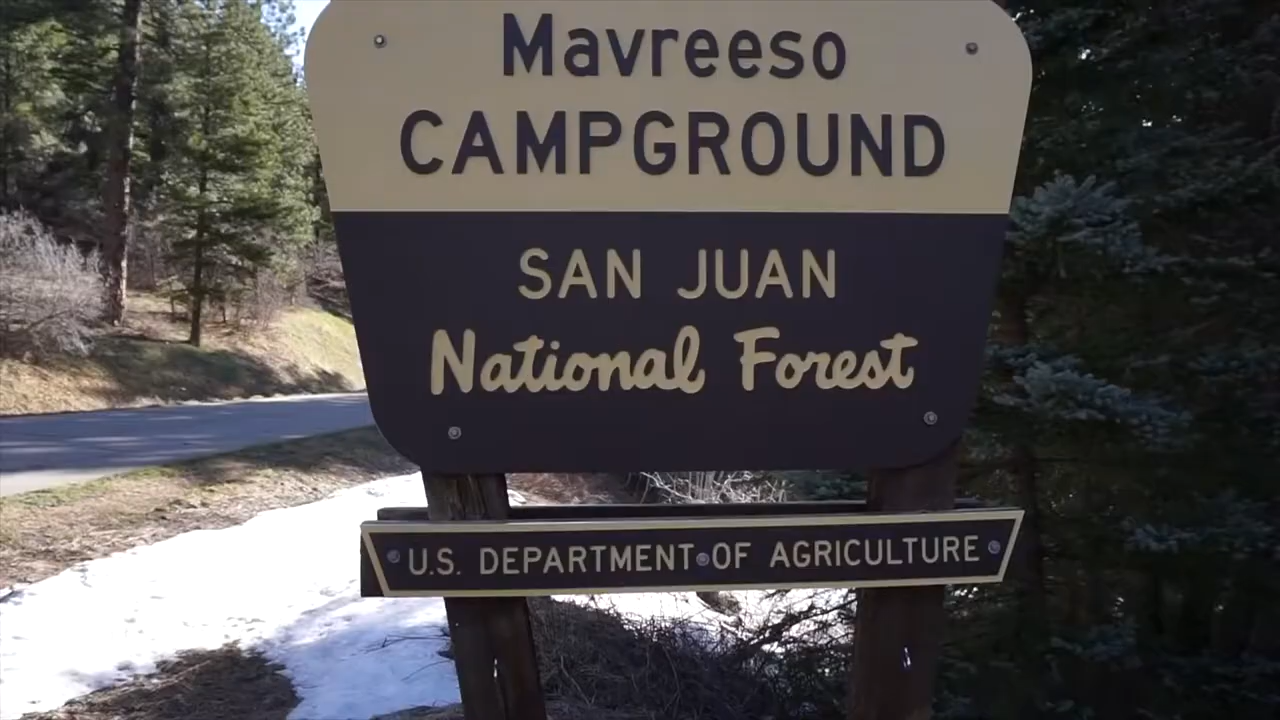 Mavreeso
CAMPGROUND
SAN JUAN
National Forest
U.S. DEPARTMENT OF AGRICULTURE